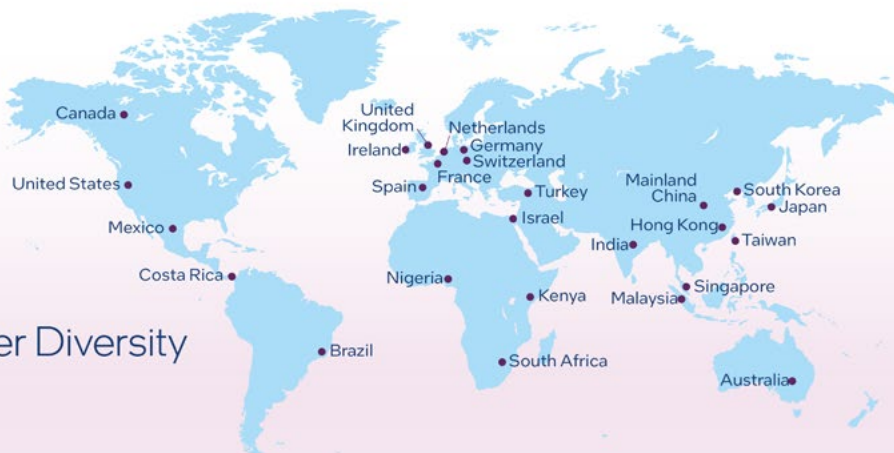 Canada
United States
Mexico
Costa Rica
Brazil
United
Kingdom
Ireland
Netherlands
Germany
Switzerland
France
Spain
Turkey
Israel
Nigeria
Kenya
South Africa
Mainland
China
South Korea
Japan
Hong Kong
Taiwan
India
Singapore
Malaysia
Australia
er Diversity